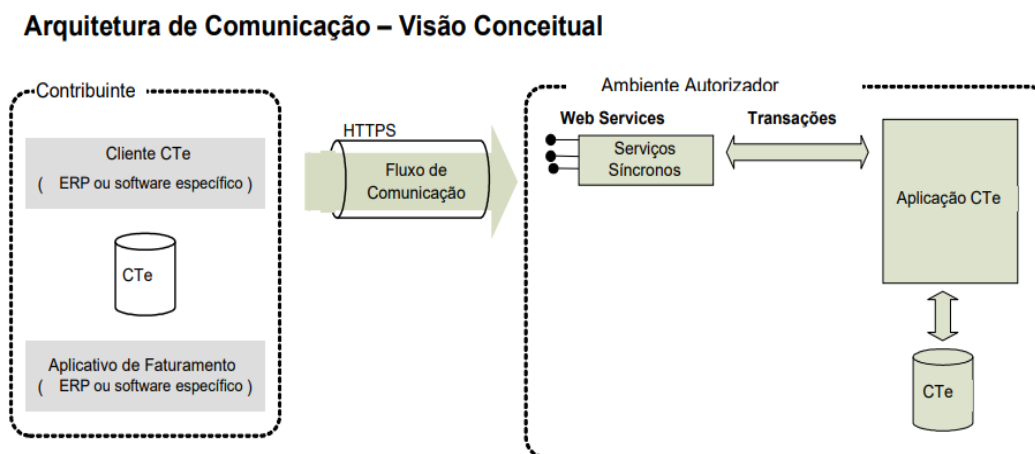 Arquitetura de Comunicação – Visão Conceitual
Contribuinte
Cliente CTe
( ERP ou software específico )
CTe
Aplicativo de Faturamento
( ERP ou software específico )
HTTPS
Fluxo de
Comunicação
Ambiente Autorizador
Web Services
Serviços
Síncronos
Transações
Aplicação CTe
CTe